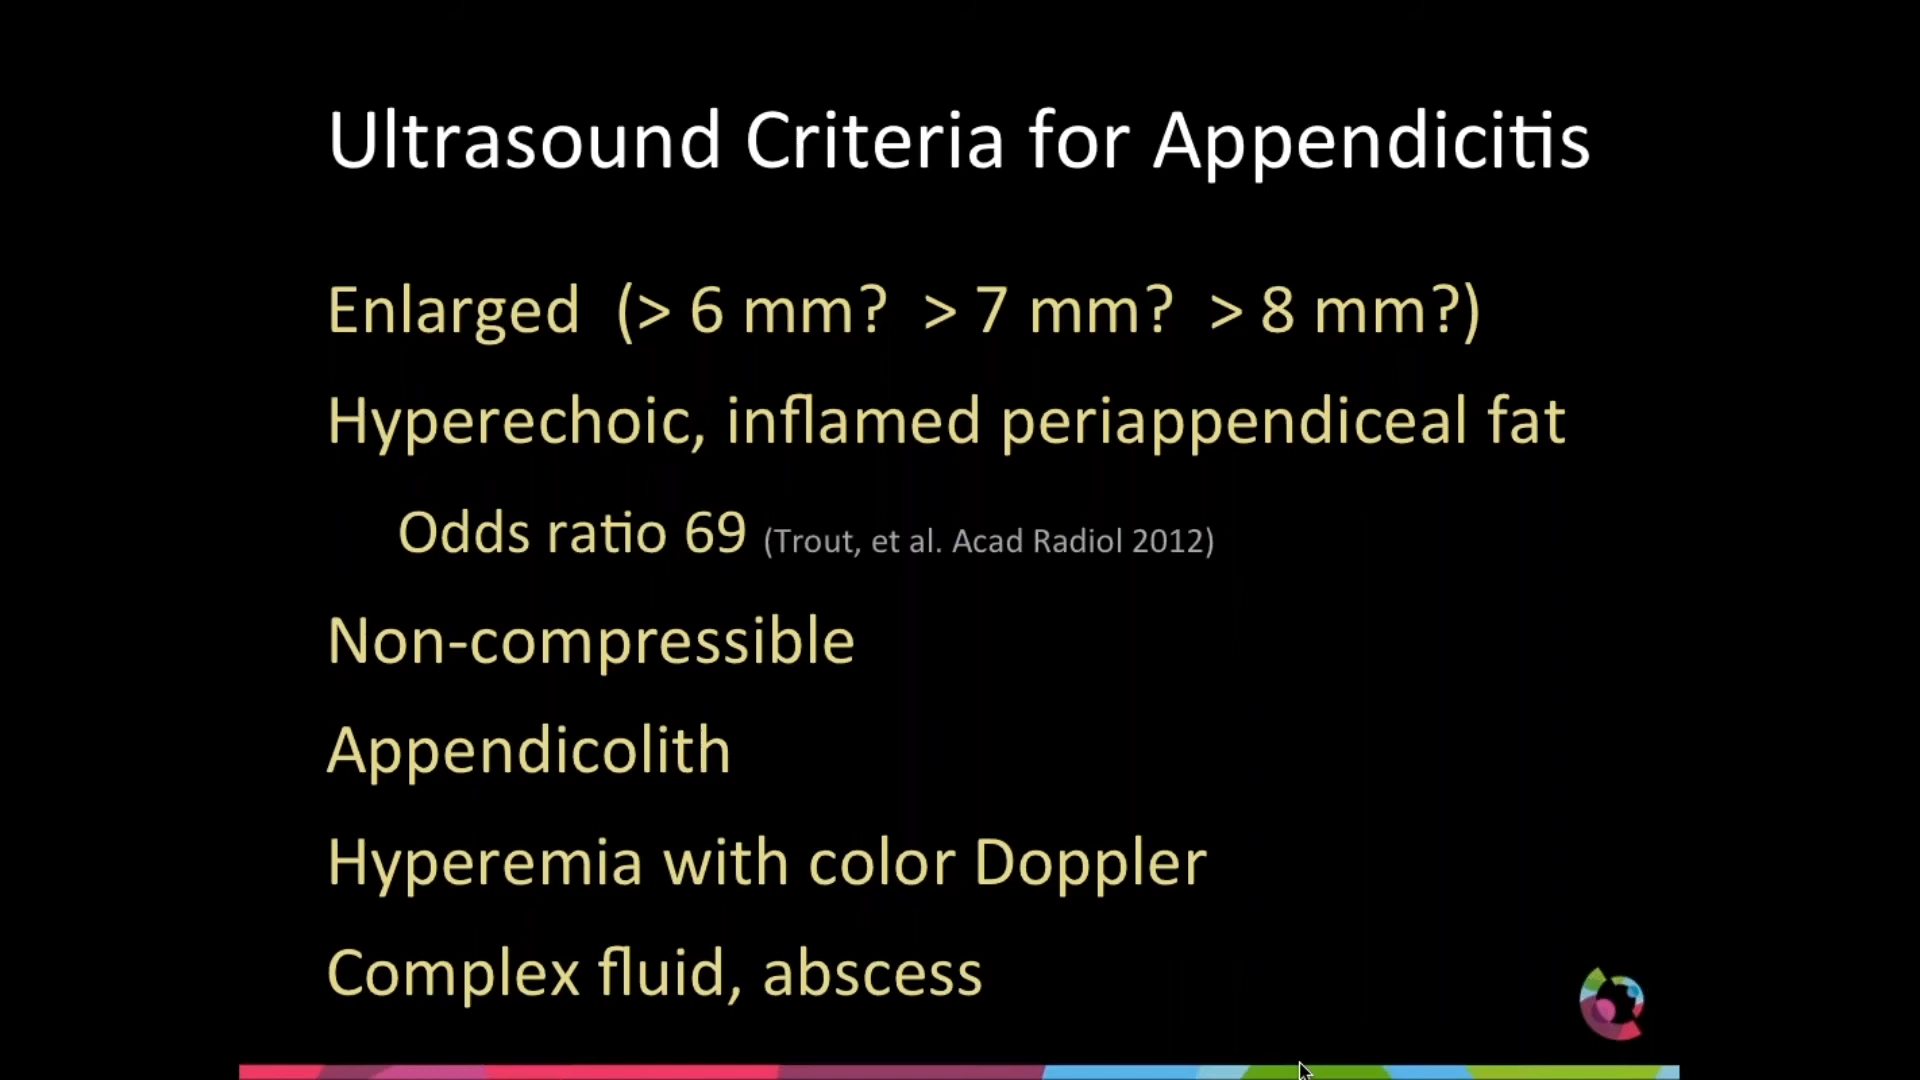 Ultrasound Criteria for Appendicitis
Enlarged (> 6 mm? > 7 mm? > 8 mm?)
Hyperechoic, inflamed periappendiceal fat
Odds ratio 69 (Trout, et al. Acad Radiol 2012)
Non-compressible
Appendicolith
Hyperemia with color Doppler
Complex fluid, abscess